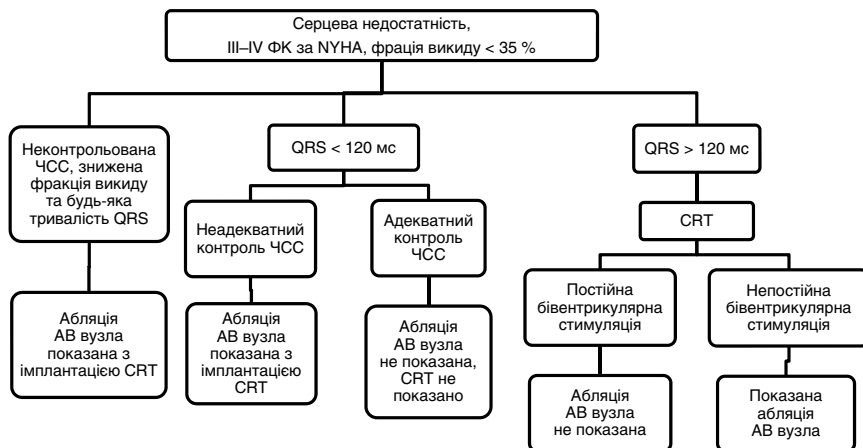 Серцева недостатність,
III–IV ФК за NYHA, фрація викиду < 35 %
Неконтрольована
ЧСС, знижена
фракція викиду
та будь-яка
тривалість QRS
QRS < 120 мс
QRS > 120 мс
Неадекватний
контроль ЧСС
Адекватний
контроль
ЧСС
CRT
Постійна
бівентрикулярна
стимуляція
Непостійна
бівентрикулярна
стимуляція
Абляція
АВ вузла
показана з
імплантацією CRT
Абляція
АВ вузла
показана з
імплантацією
CRT
Абляція
АВ вузла
не показана,
CRT не
показано
Абляція
АВ вузла
не показана
Показана
абляція
АВ вузла